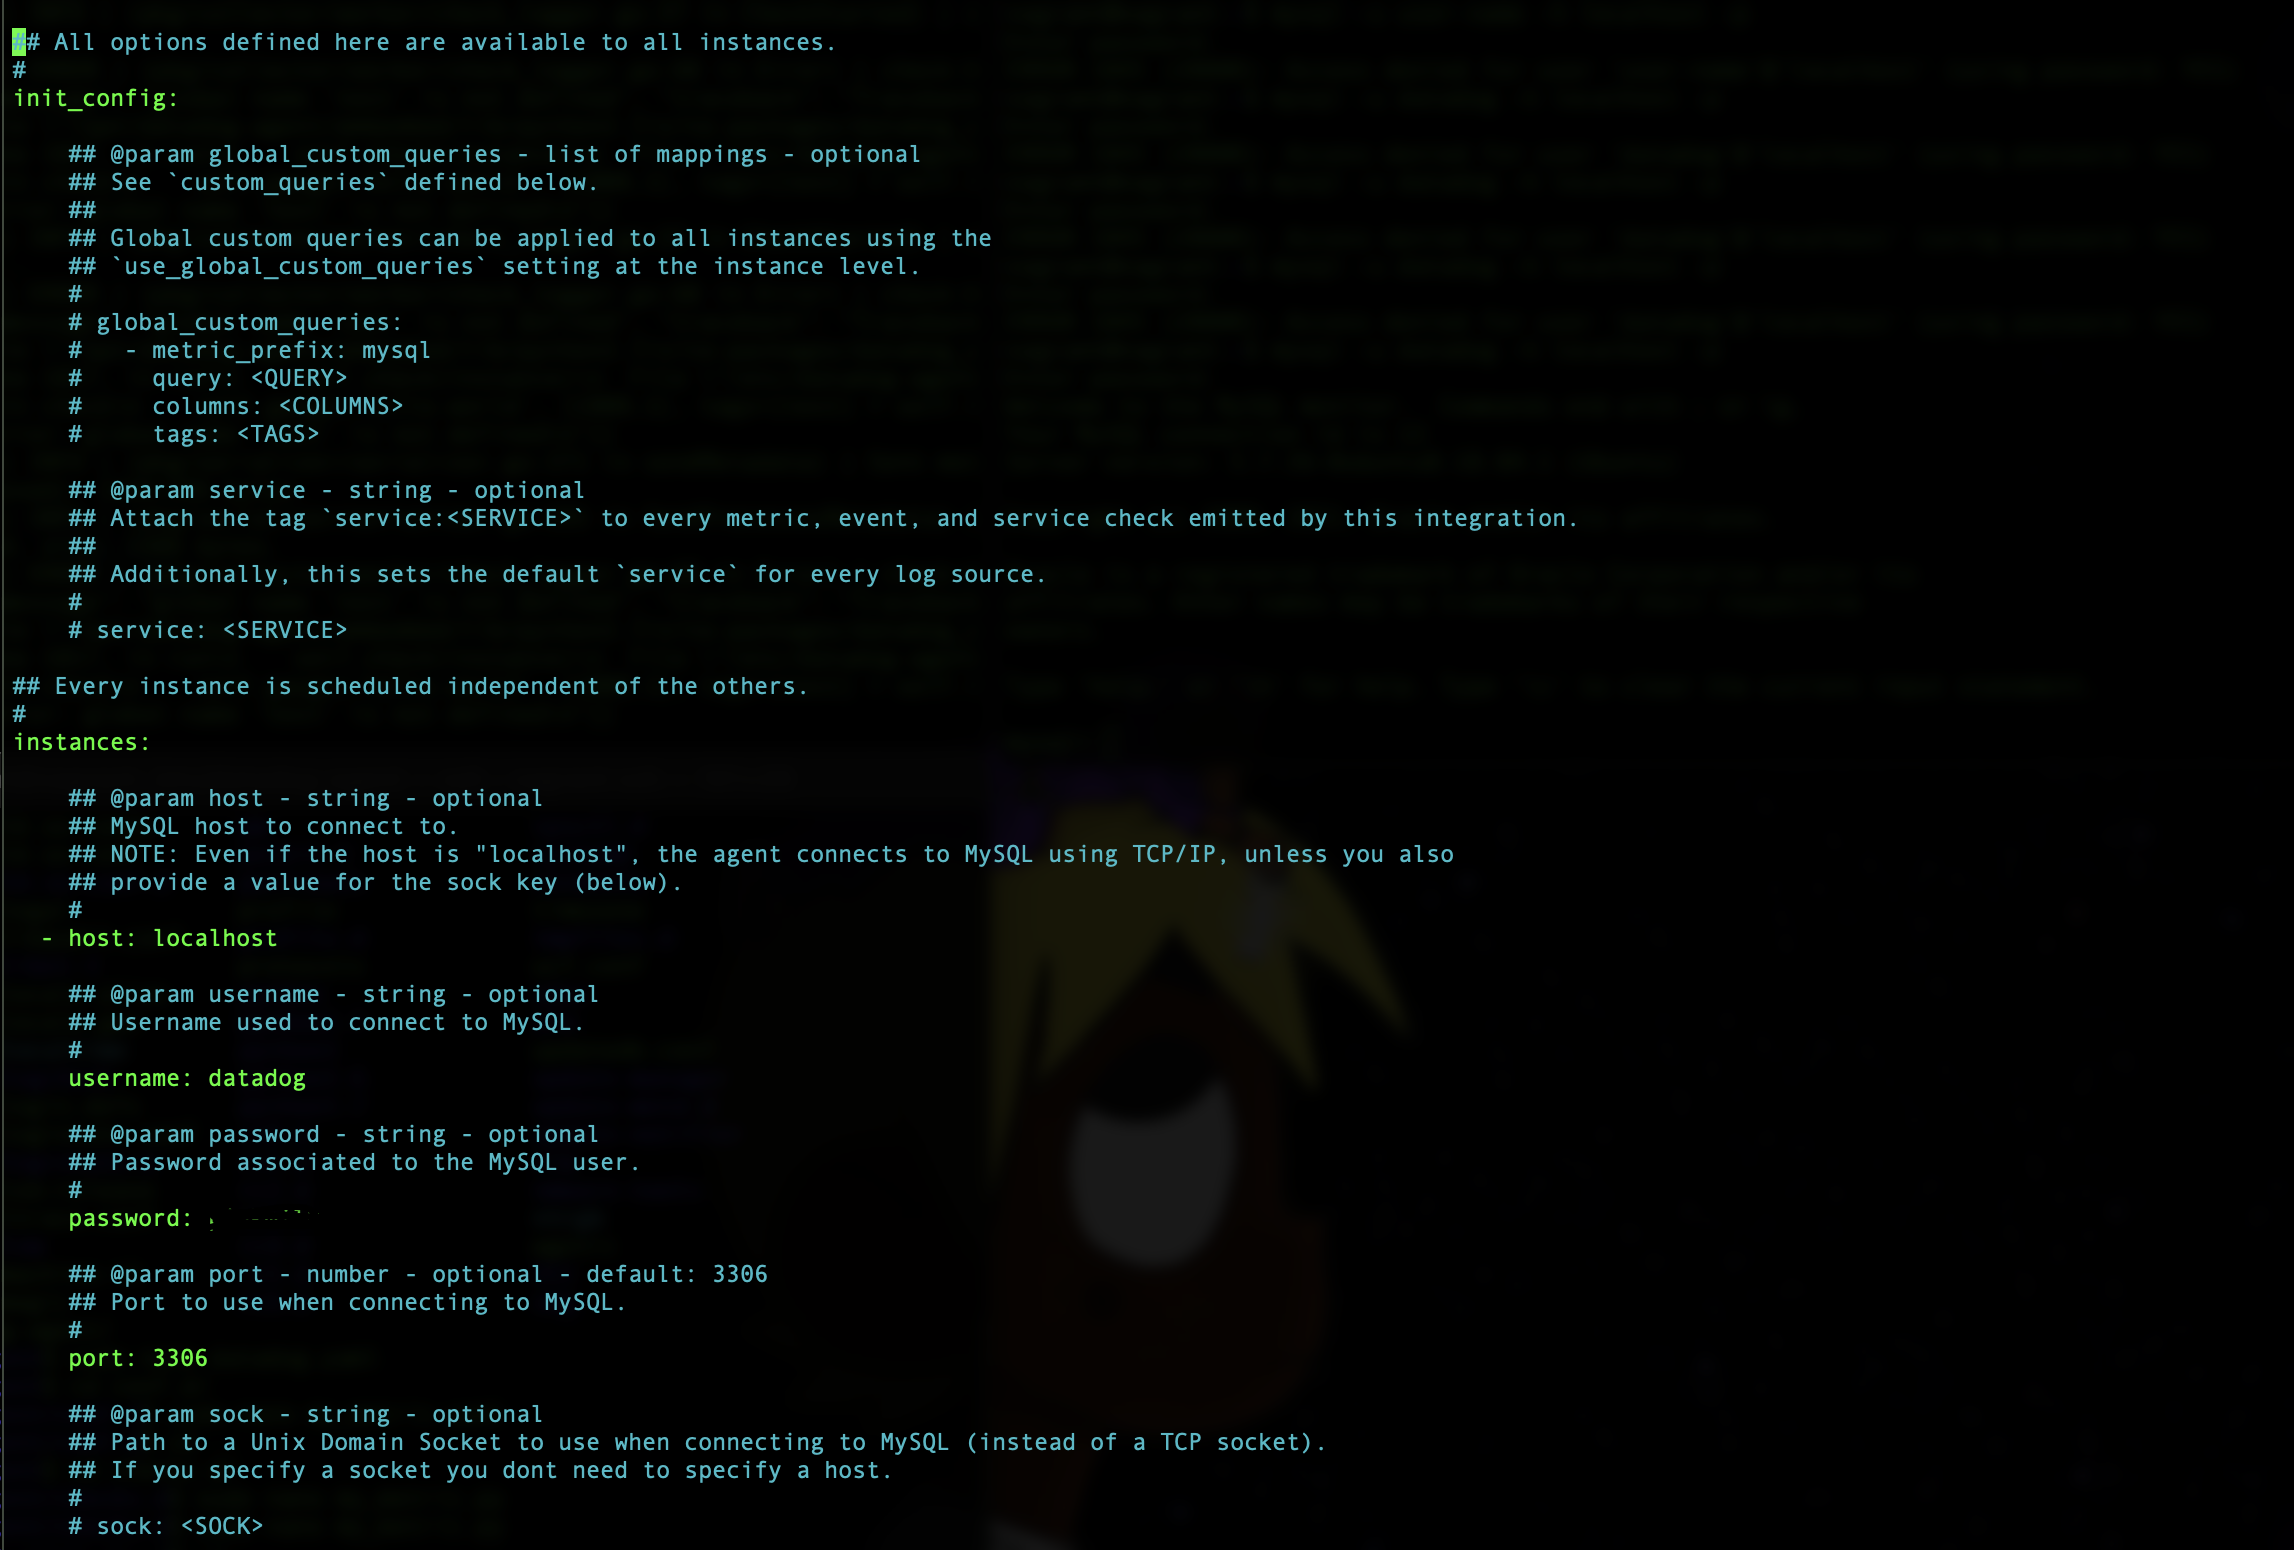 ## All options defined here are available to all instances.
#
init_config:

    ## @param global_custom_queries - list of mappings - optional
    ## See `custom_queries` defined below.
    ##
    ## Global custom queries can be applied to all instances using the
    ## `use_global_custom_queries` setting at the instance level.
    #
    # global_custom_queries:
    #   - metric_prefix: mysql
    #     query: <QUERY>
    #     columns: <COLUMNS>
    #     tags: <TAGS>

    ## @param service - string - optional
    ## Attach the tag `service:<SERVICE>` to every metric, event, and service check emitted by this integration.
    ##
    ## Additionally, this sets the default `service` for every log source.
    #
    # service: <SERVICE>

## Every instance is scheduled independent of the others.
#
instances:

    ## @param host - string - optional
    ## MySQL host to connect to.
    ## NOTE: Even if the host is "localhost", the agent connects to MySQL using TCP/IP, unless you also
    ## provide a value for the sock key (below).
    #
  - host: localhost

    ## @param username - string - optional
    ## Username used to connect to MySQL.
    #
    username: datadog

    ## @param password - string - optional
    ## Password associated to the MySQL user.
    #
    password:

    ## @param port - number - optional - default: 3306
    ## Port to use when connecting to MySQL.
    #
    port: 3306

    ## @param sock - string - optional
    ## Path to a Unix Domain Socket to use when connecting to MySQL (instead of a TCP socket).
    ## If you specify a socket you dont need to specify a host.
    #
    # sock: <SOCK>